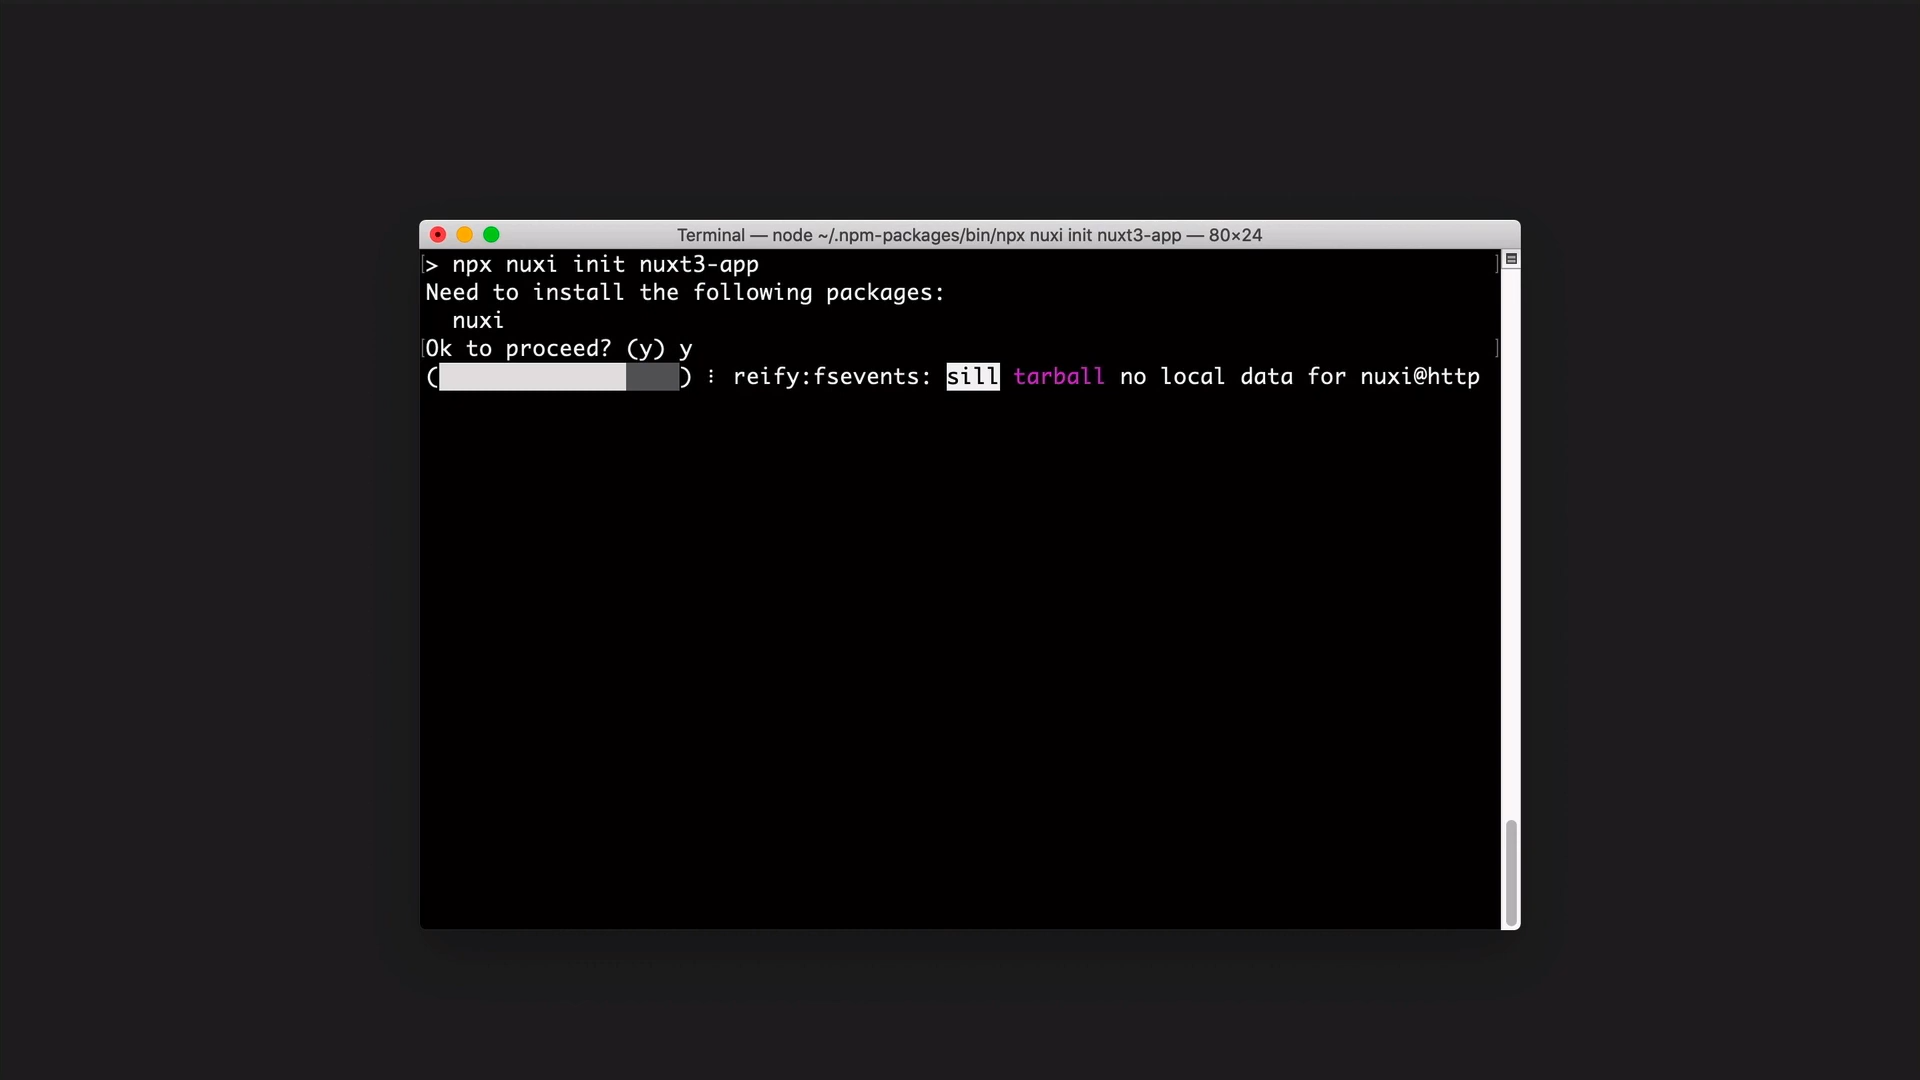 Terminal — node ~/.npm-packages/bin/npx nuxi init nuxt3-app — 80×24
[> npx nuxi init nuxt3-app ]
Need to install the following packages:
  nuxi
[Ok to proceed? (y) y ]
() ⸽ reify:fsevents: sill tarball no local data for nuxi@http